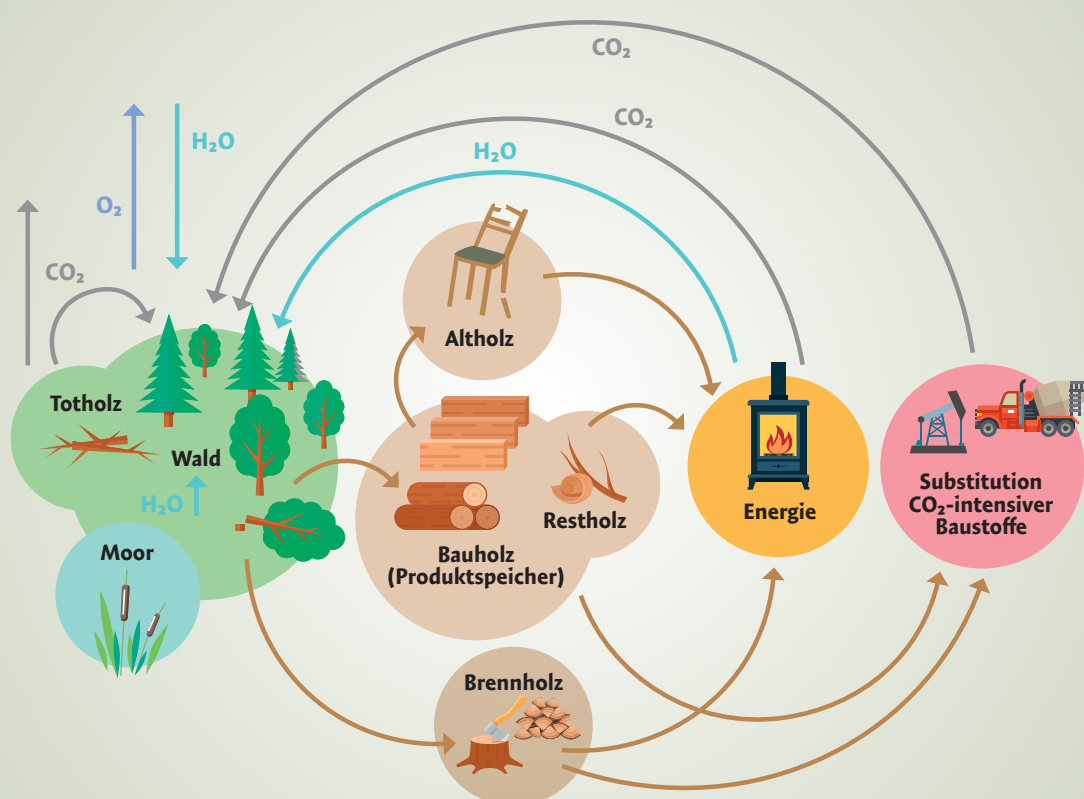 CO₂
CO₂
H₂O
H₂O
O₂
CO₂
Altholz
Totholz
Wald
H₂O
Moor
Restholz
Bauholz
(Produktspeicher)
Energie
Substitution
CO₂-intensiver
Baustoffe
Brennholz